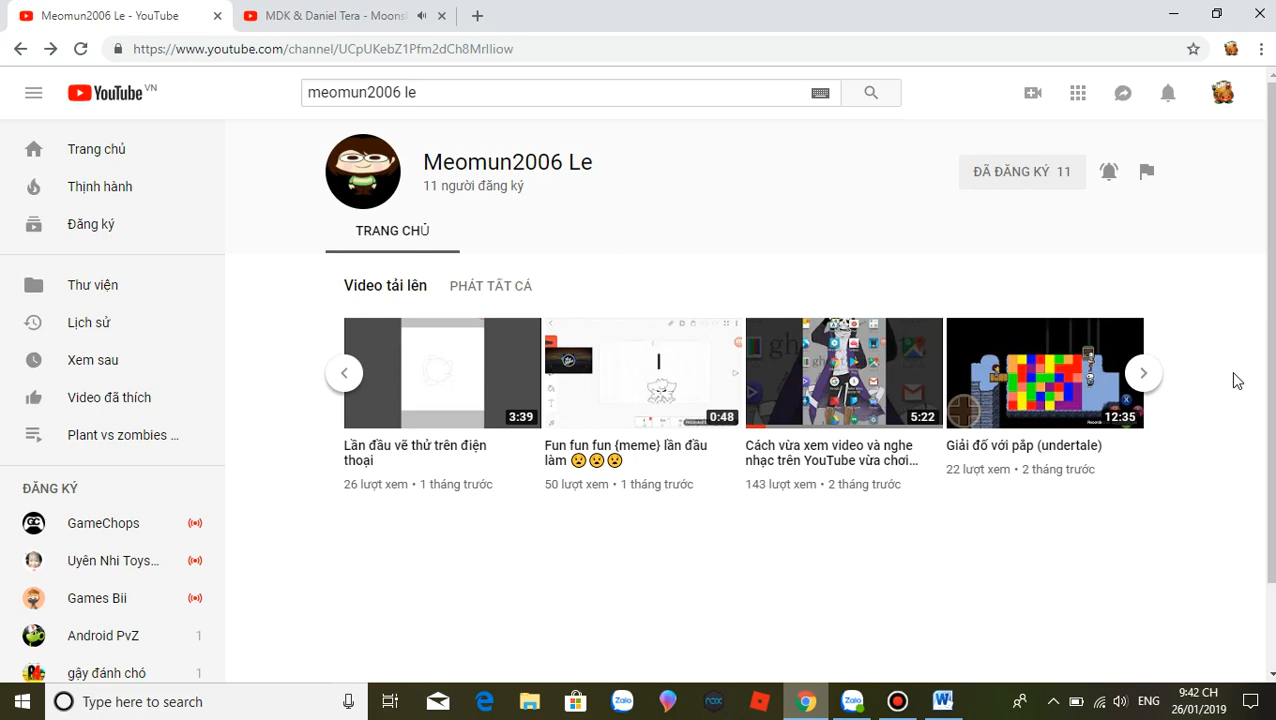 Meomun2006 Le - YouTube
MDK & Daniel Tera - Moons
https://www.youtube.com/channel/UCpUKebZ1Pfm2dCh8MrIliow
YouTube VN
meomun2006 le
Trang chủ
Thịnh hành
Đăng ký
Thư viện
Lịch sử
Xem sau
Video đã thích
Plant vs zombies ...
ĐĂNG KÝ
GameChops
Uyên Nhi Toys...
Games Bii
Android PvZ 1
gậy đánh chó 1
Meomun2006 Le
11 người đăng ký
ĐÃ ĐĂNG KÝ 11
TRANG CHỦ
Video tải lên PHÁT TẤT CẢ
3:39
0:48
5:22
12:35
Lần đầu vẽ thử trên điện
thoại
26 lượt xem • 1 tháng trước
Fun fun fun {meme} lần đầu
làm 😧😧😧
50 lượt xem • 1 tháng trước
Cách vừa xem video và nghe
nhạc trên YouTube vừa chơi...
143 lượt xem • 2 tháng trước
Giải đố với pắp (undertale)
22 lượt xem • 2 tháng trước
Type here to search
Zalo
nox
Zalo
ENG
9:42 CH
26/01/2019